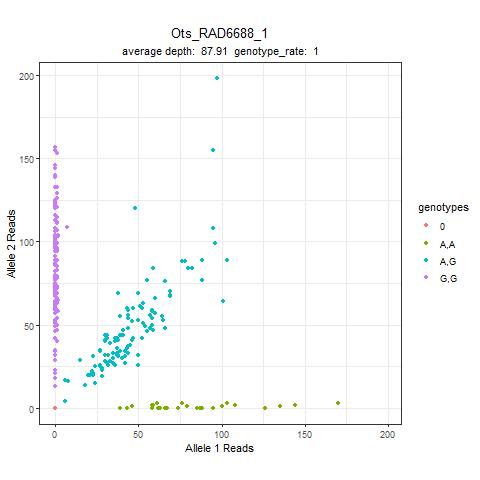 Ots_RAD6688_1
average depth: 87.91 genotype_rate: 1
200
150
100
50
0
Allele 2 Reads
0 50 100 150 200
Allele 1 Reads
genotypes
0
A,A
A,G
G,G